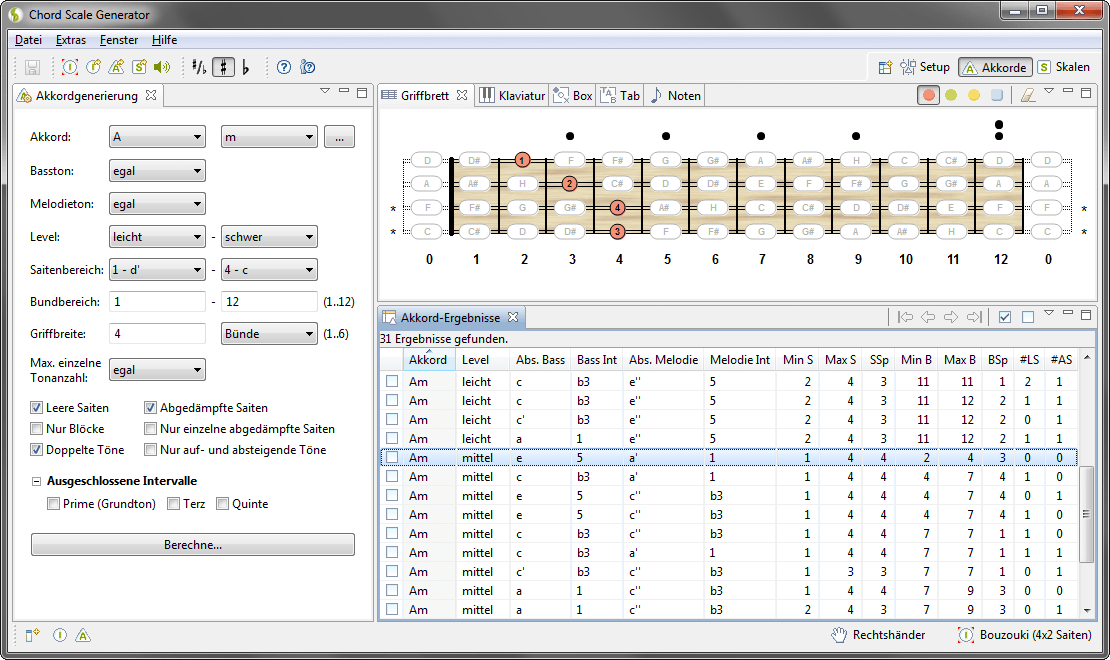 Chord Scale Generator
Datei Extras Fenster Hilfe
Setup Akkorde S Skalen
Akkordgenerierung
Akkord: A m ...
Basston: egal
Melodieton: egal
Level: leicht - schwer
Saitenbereich: 1 - d' - 4 - c
Bundbereich: 1 - 12 (1..12)
Griffbreite: 4 Bünde (1..6)
Max. einzelne
Tonanzahl: egal
Leere Saiten Abgedämpfte Saiten
Nur Blöcke Nur einzelne abgedämpfte Saiten
Doppelte Töne Nur auf- und absteigende Töne
Ausgeschlossene Intervalle
Prime (Grundton) Terz Quinte
Berechne...
Griffbrett Klaviatur Box Tab Noten
D D# 1 F F# G G# A A# H C C# D D
A A# H 2 C# D D# E F F# G G# A A
* F F# G G# 4 A# H C C# D D# E F F *
* C C# D D# 3 F F# G G# A A# H C C *
0 1 2 3 4 5 6 7 8 9 10 11 12 0
Akkord-Ergebnisse
31 Ergebnisse gefunden.
Akkord Level Abs. Bass Bass Int Abs. Melodie Melodie Int Min S Max S SSp Min B Max B BSp #LS #AS
Am leicht c b3 e'' 5 2 4 3 11 11 1 2 1
Am leicht c b3 e'' 5 2 4 3 11 12 2 1 1
Am leicht c' b3 e'' 5 2 4 3 11 12 2 0 1
Am leicht a 1 e'' 5 2 4 3 11 12 2 1 1
Am mittel e 5 a' 1 1 4 4 2 4 3 0 0
Am mittel c b3 a' 1 1 4 4 4 7 4 1 0
Am mittel e 5 c'' b3 1 4 4 4 7 4 0 0
Am mittel e 5 c'' b3 1 4 4 4 7 4 0 1
Am mittel c b3 c'' b3 1 4 4 7 7 1 1 0
Am mittel c b3 a' 1 1 4 4 7 7 1 1 1
Am mittel c' b3 c'' b3 1 3 3 7 7 1 0 1
Am mittel a 1 c'' b3 1 4 4 7 9 3 0 0
Am mittel a 1 c'' b3 2 4 3 7 9 3 0 1
Rechtshänder Bouzouki (4x2 Saiten)